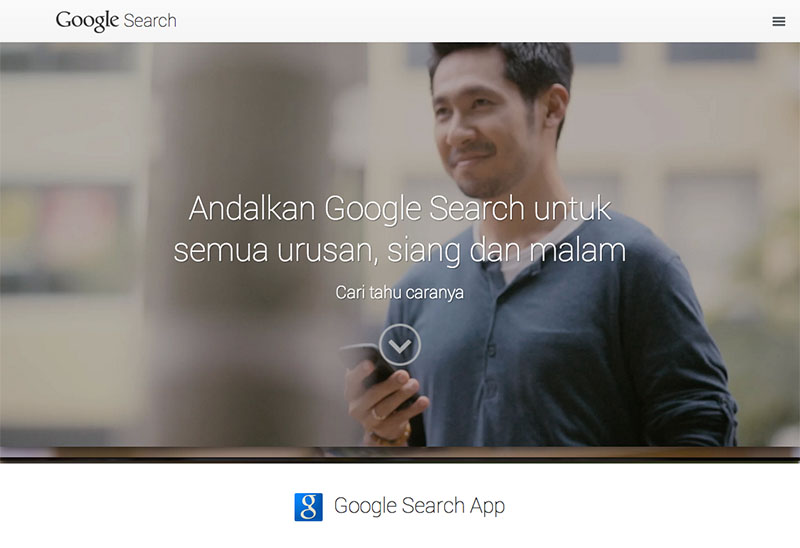 Google Search
Andalkan Google Search untuk
semua urusan, siang dan malam
Cari tahu caranya
g Google Search App